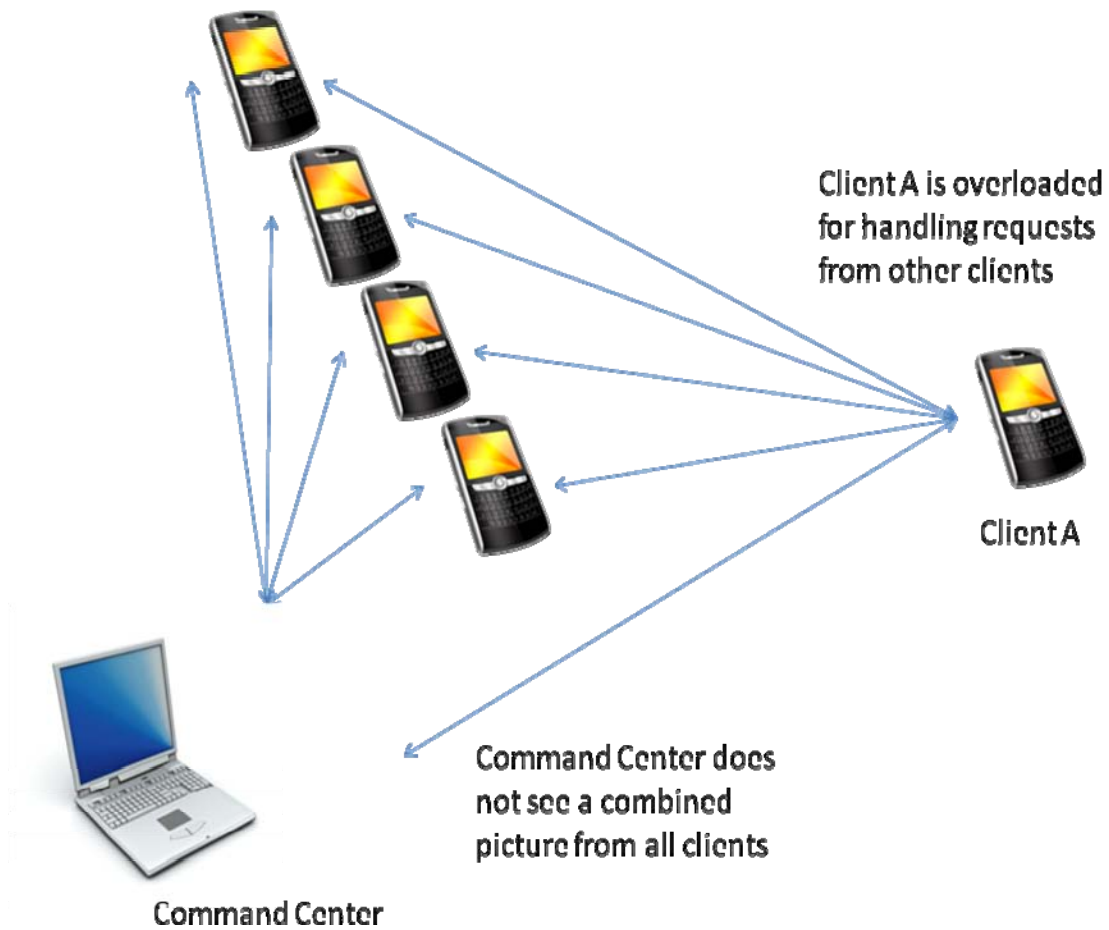 Client A is overloaded
for handling requests
from other clients
Client A
Command Center does
not see a combined
picture from all clients
Command Center